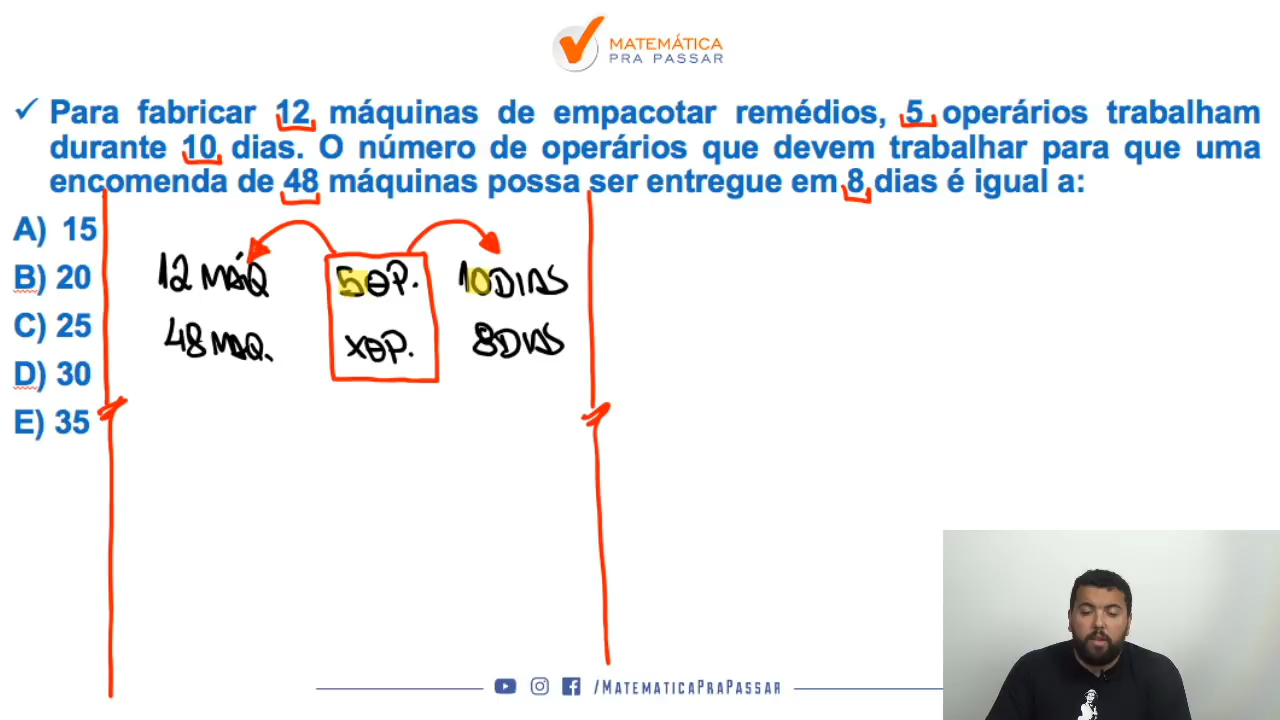 MATEMÁTICA
PRA PASSAR
✓ Para fabricar 12 máquinas de empacotar remédios, 5 operários trabalham
durante 10 dias. O número de operários que devem trabalhar para que uma
encomenda de 48 máquinas possa ser entregue em 8 dias é igual a:
A) 15
B) 20
C) 25
D) 30
E) 35
12 MÁQ 5 OP. 10 DIAS
48 MAQ. X OP. 8 DIAS
/MATEMATICAPRAPASSAR